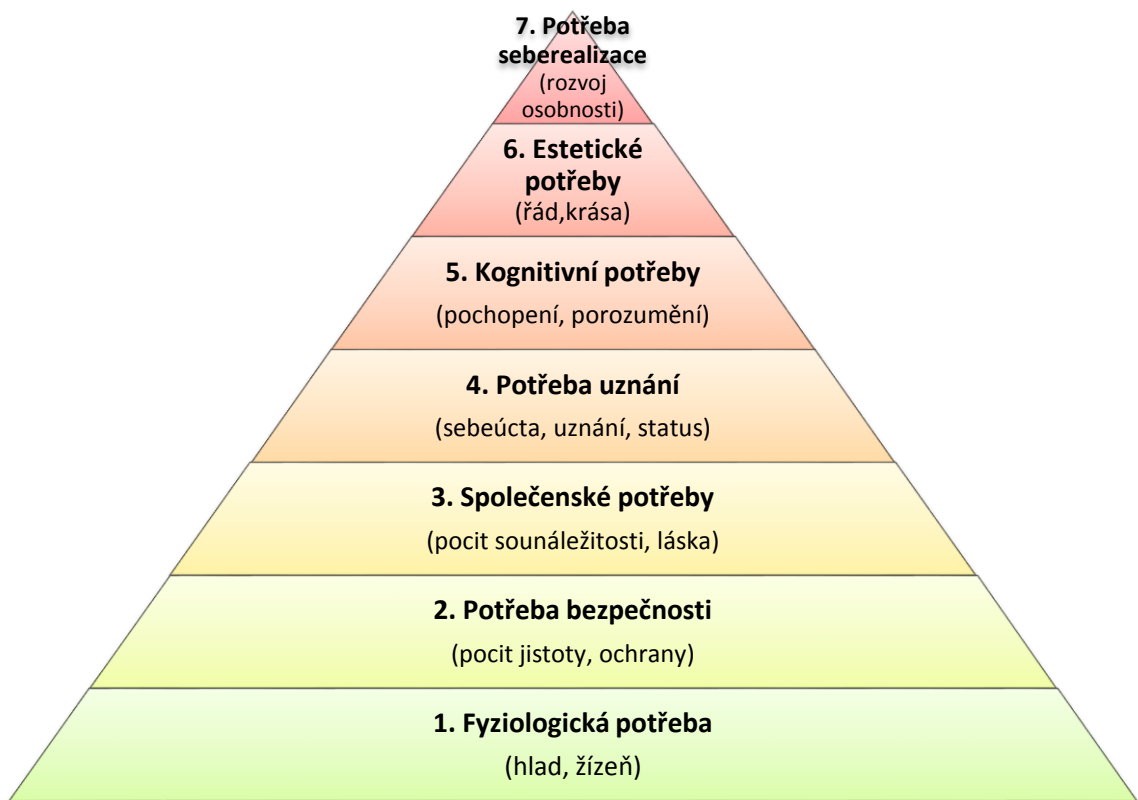 7. Potřeba
seberealizace
(rozvoj
osobnosti)
6. Estetické
potřeby
(řád,krása)
5. Kognitivní potřeby
(pochopení, porozumění)
4. Potřeba uznání
(sebeúcta, uznání, status)
3. Společenské potřeby
(pocit sounáležitosti, láska)
2. Potřeba bezpečnosti
(pocit jistoty, ochrany)
1. Fyziologická potřeba
(hlad, žízeň)